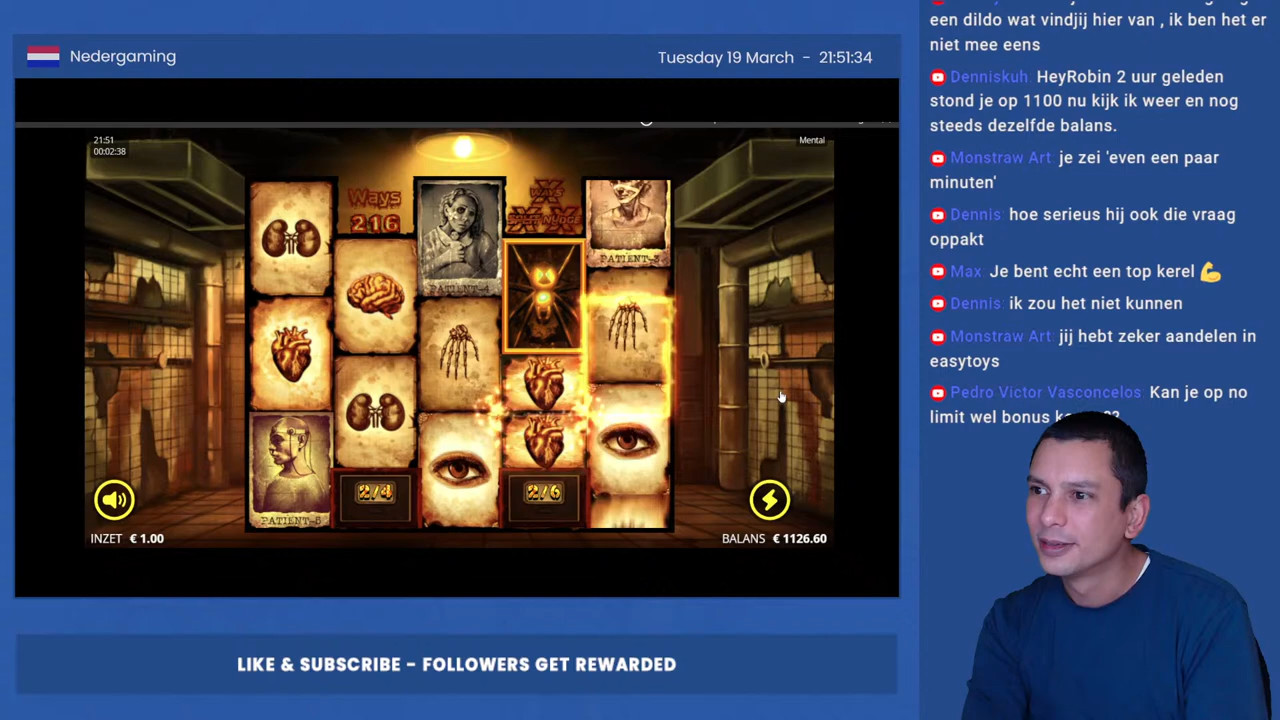 Nedergaming
Tuesday 19 March - 21:51:34
21:51
00:02:38
Mental
Ways
216
WAYS
SPLIT NUDGE
PATIENT-4
PATIENT-3
PATIENT-5
2/4
2/6
INZET € 1.00
BALANS € 1126.60
LIKE & SUBSCRIBE - FOLLOWERS GET REWARDED
een dildo wat vindjij hier van , ik ben het er
niet mee eens
Denniskuh: HeyRobin 2 uur geleden
stond je op 1100 nu kijk ik weer en nog
steeds dezelfde balans.
Monstraw Art: je zei 'even een paar
minuten'
Dennis: hoe serieus hij ook die vraag
oppakt
Max: Je bent echt een top kerel 💪
Dennis: ik zou het niet kunnen
Monstraw Art: jij hebt zeker aandelen in
easytoys
Pedro Victor Vasconcelos: Kan je op no
limit wel bonus